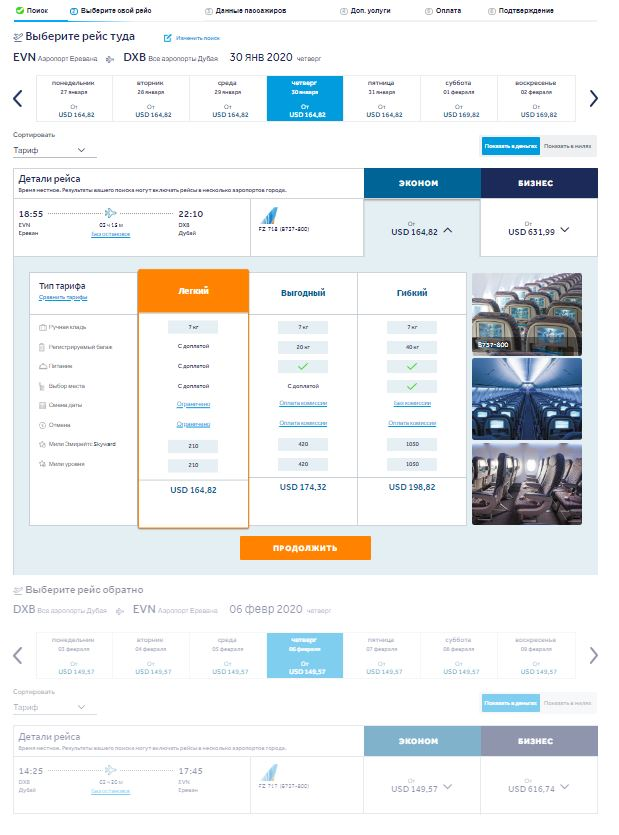 Поиск
2 Выберите свой рейс
3 Данные пассажиров
4 Доп. услуги
5 Оплата
6 Подтверждение
Выберите рейс туда
Изменить поиск
EVN Аэропорт Еревана DXB Все аэропорты Дубая 30 ЯНВ 2020 четверг
понедельник вторник среда четверг пятница суббота воскресенье
27 января 28 января 29 января 30 января 31 января 01 февраля 02 февраля
От От От От От От От
USD 164,82 USD 164,82 USD 164,82 USD 164,82 USD 164,82 USD 169,82 USD 169,82
Сортировать
Тариф
Показать в деньгах Показать в милях
Детали рейса
Время местное. Результаты вашего поиска могут включать рейсы в несколько аэропортов города.
ЭКОНОМ БИЗНЕС
18:55 22:10
EVN 03 ч 15 м DXB
Ереван Без остановок Дубай
FZ 718 (B737-800)
От
USD 164,82
От
USD 631,99
Тип тарифа
Сравнить тарифы
Легкий Выгодный Гибкий
Ручная кладь 7 кг 7 кг 7 кг
Регистрируемый багаж С доплатой 20 кг 40 кг
Питание С доплатой
Выбор места С доплатой С доплатой
Смена даты Ограничено Оплата комиссии Без комиссии
Отмена Ограничено Оплата комиссии Оплата комиссии
Мили Эмирейтс Skyward 210 420 1050
Мили уровня 210 420 1050
USD 164,82 USD 174,32 USD 198,82
B737-800
ПРОДОЛЖИТЬ
Выберите рейс обратно
DXB Все аэропорты Дубая EVN Аэропорт Еревана 06 февр 2020 четверг
понедельник вторник среда четверг пятница суббота воскресенье
03 февраля 04 февраля 05 февраля 06 февраля 07 февраля 08 февраля 09 февраля
От От От От От От От
USD 149,57 USD 149,57 USD 149,57 USD 149,57 USD 149,57 USD 149,57 USD 149,57
Сортировать
Тариф
Показать в деньгах Показать в милях
Детали рейса
Время местное. Результаты вашего поиска могут включать рейсы в несколько аэропортов города.
ЭКОНОМ БИЗНЕС
14:25 17:45
DXB 03 ч 20 м EVN
Дубай Без остановок Ереван
FZ 717 (B737-800)
От
USD 149,57
От
USD 616,74